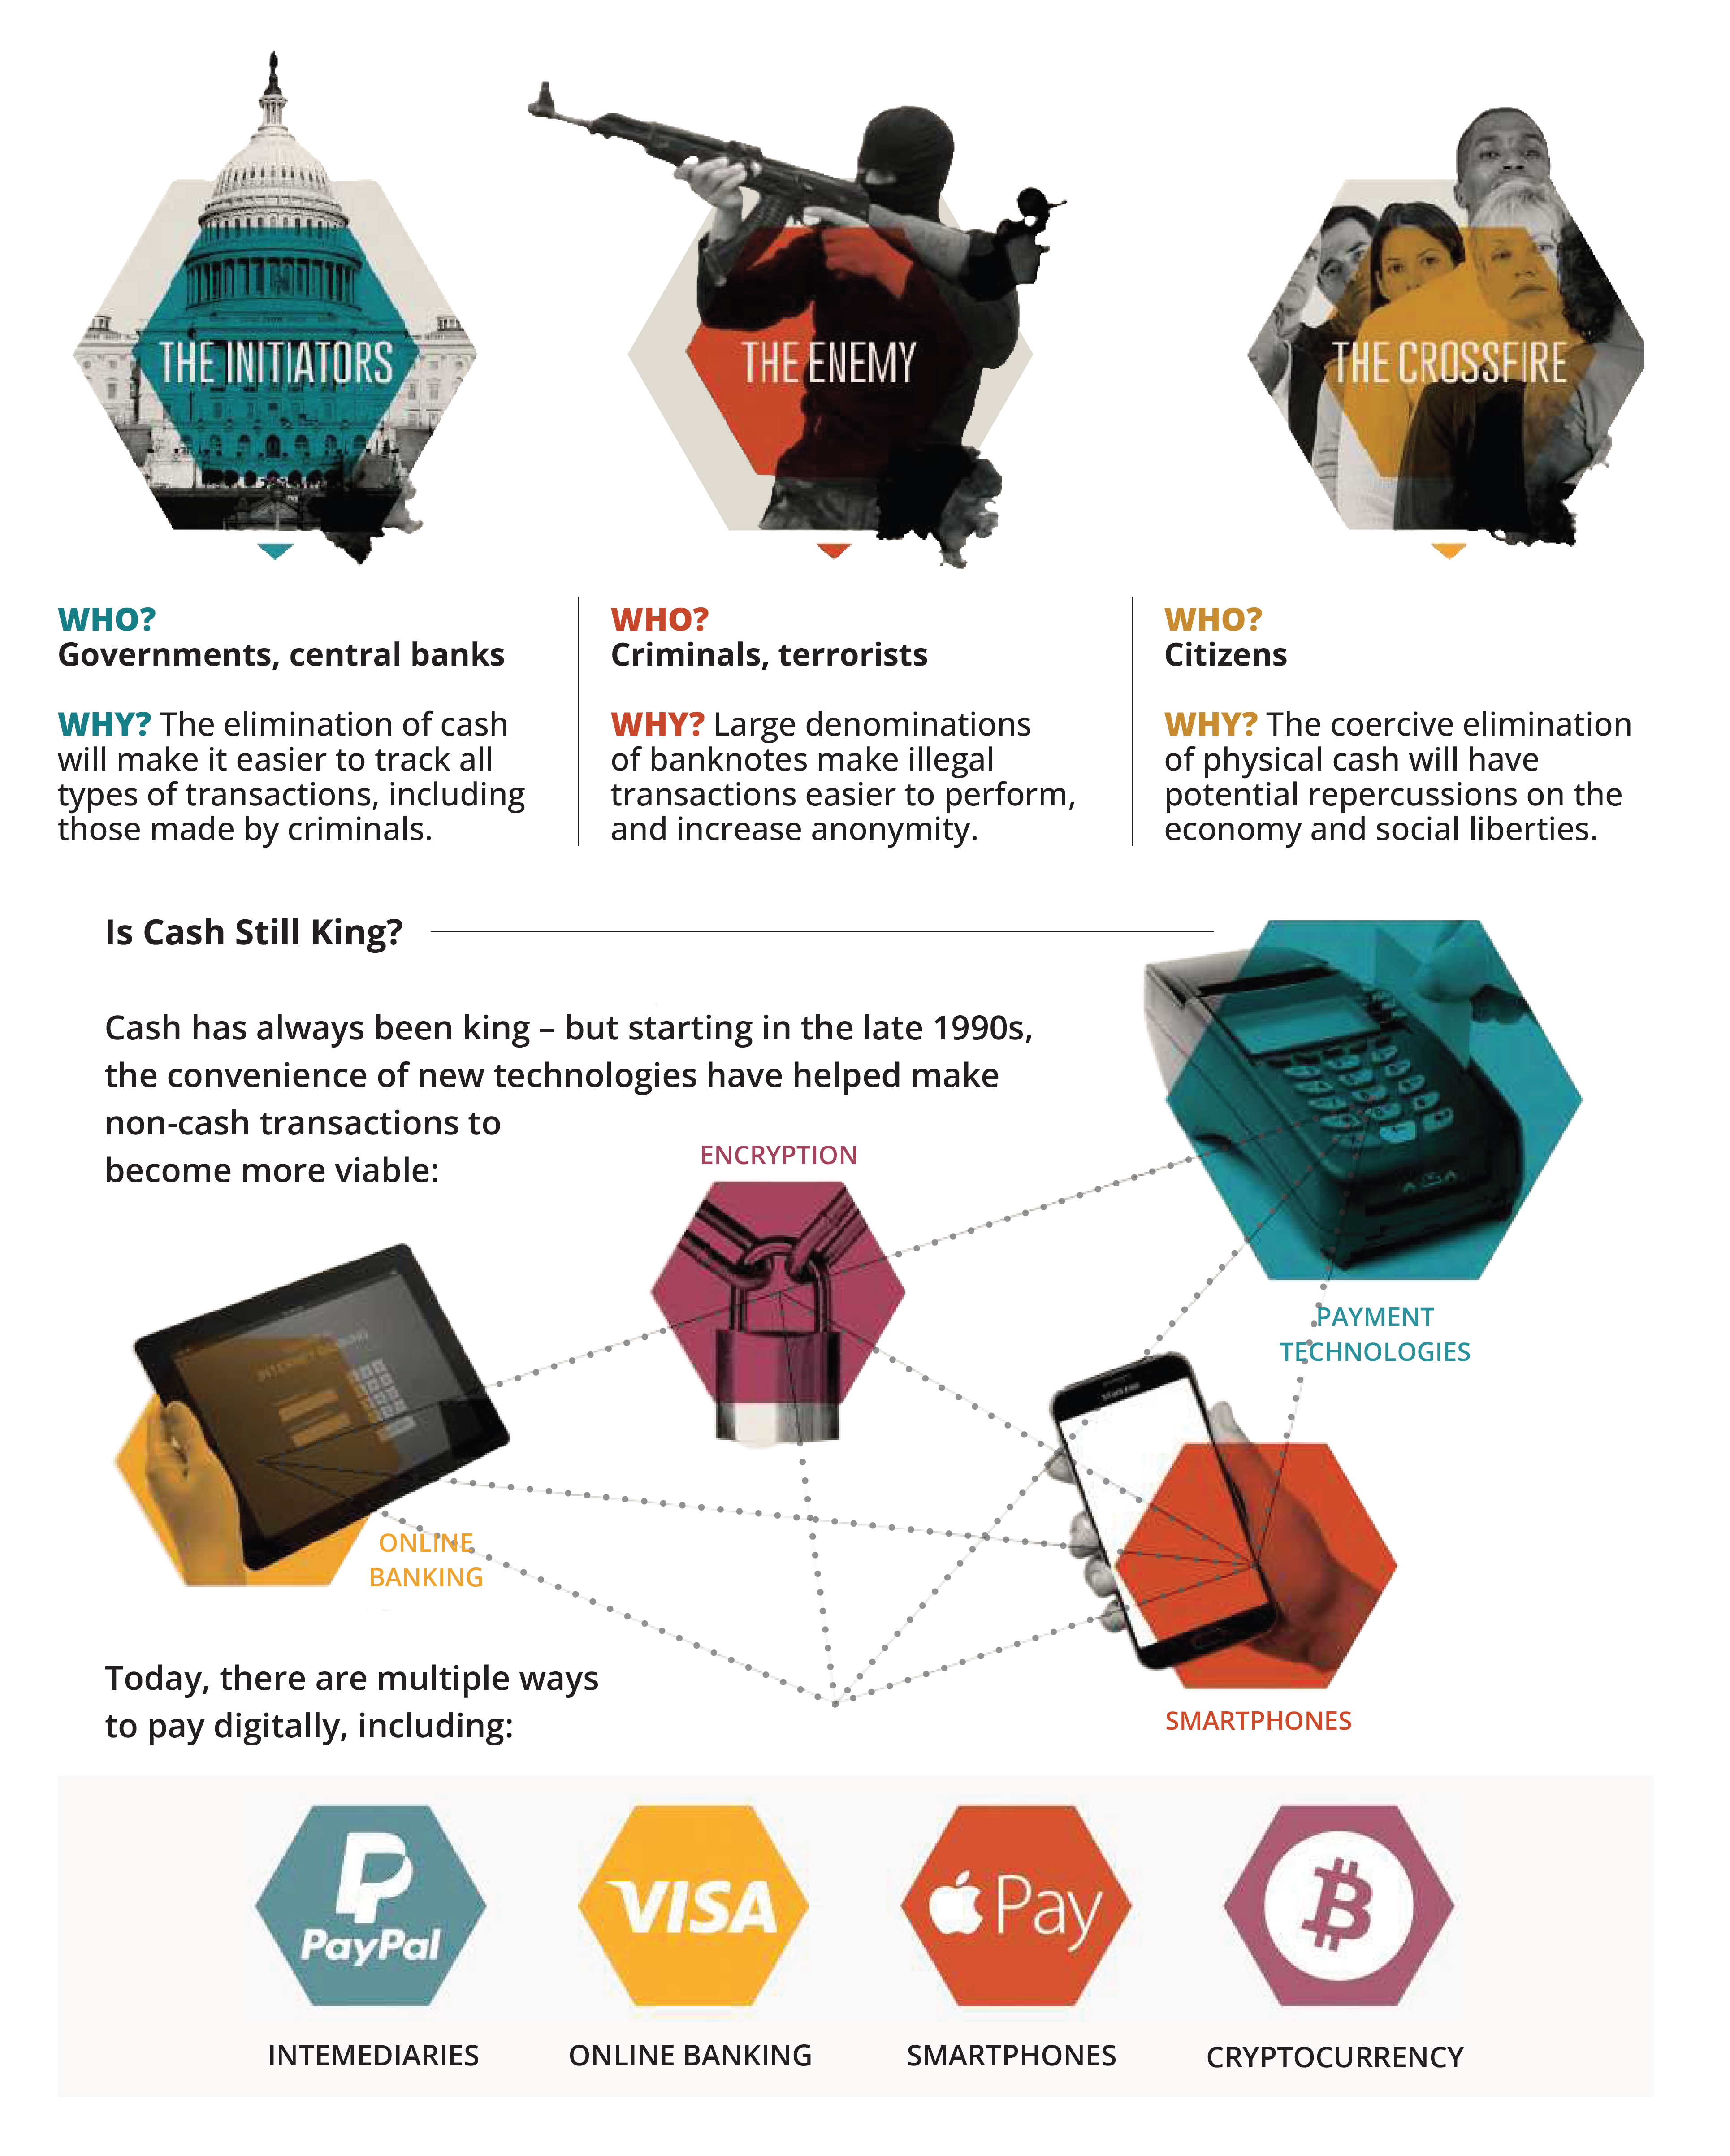 THE INITIATORS
THE ENEMY
THE CROSSFIRE
WHO?
Governments, central banks
WHY? The elimination of cash
will make it easier to track all
types of transactions, including
those made by criminals.
WHO?
Criminals, terrorists
WHY? Large denominations
of banknotes make illegal
transactions easier to perform,
and increase anonymity.
WHO?
Citizens
WHY? The coercive elimination
of physical cash will have
potential repercussions on the
economy and social liberties.
Is Cash Still King?
Cash has always been king – but starting in the late 1990s,
the convenience of new technologies have helped make
non-cash transactions to
become more viable:
ENCRYPTION
PAYMENT
TECHNOLOGIES
ONLINE
BANKING
SMARTPHONES
Today, there are multiple ways
to pay digitally, including:
PayPal
VISA
Pay
INTEMEDIARIES
ONLINE BANKING
SMARTPHONES
CRYPTOCURRENCY